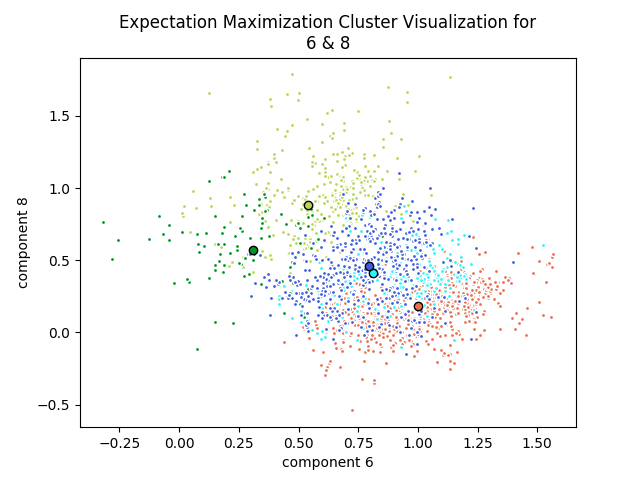 Expectation Maximization Cluster Visualization for
6 & 8
component 8
1.5
1.0
0.5
0.0
−0.5
−0.25 0.00 0.25 0.50 0.75 1.00 1.25 1.50
component 6